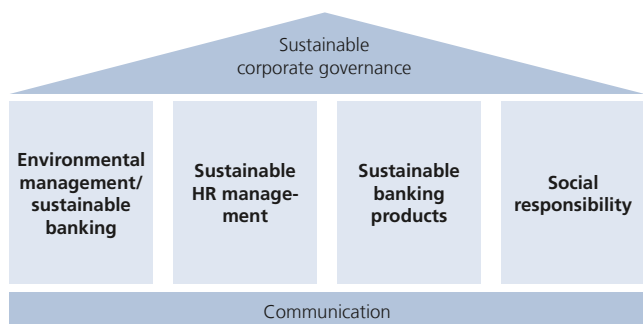 Sustainable
corporate governance
Environmental
management/
sustainable
banking
Sustainable
HR manage-
ment
Sustainable
banking
products
Social
responsibility
Communication